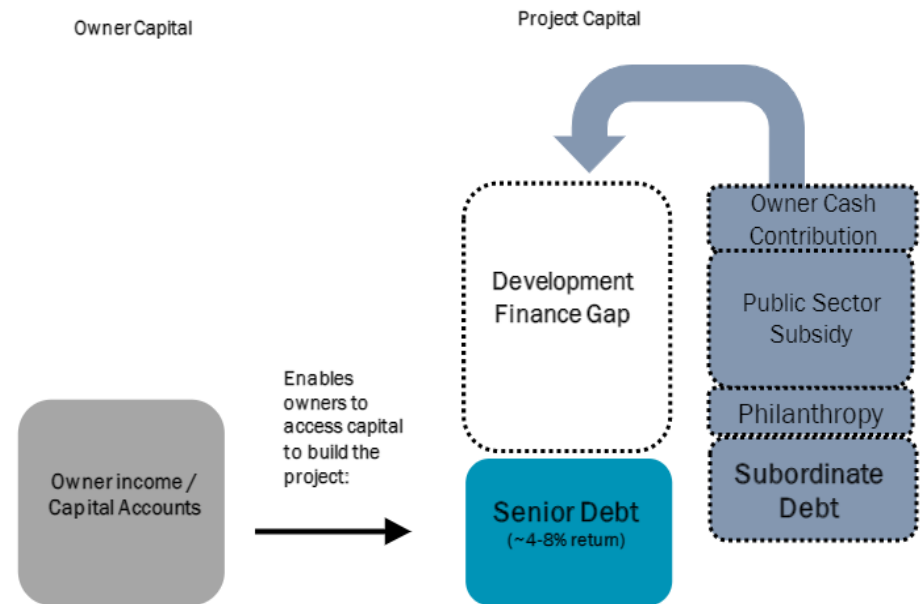 Owner Capital
Project Capital
Owner Cash
Contribution
Development
Finance Gap
Public Sector
Subsidy
Enables
owners to
access capital
to build the
project:
Philanthropy
Owner income /
Capital Accounts
Senior Debt
(~4-8% return)
Subordinate
Debt